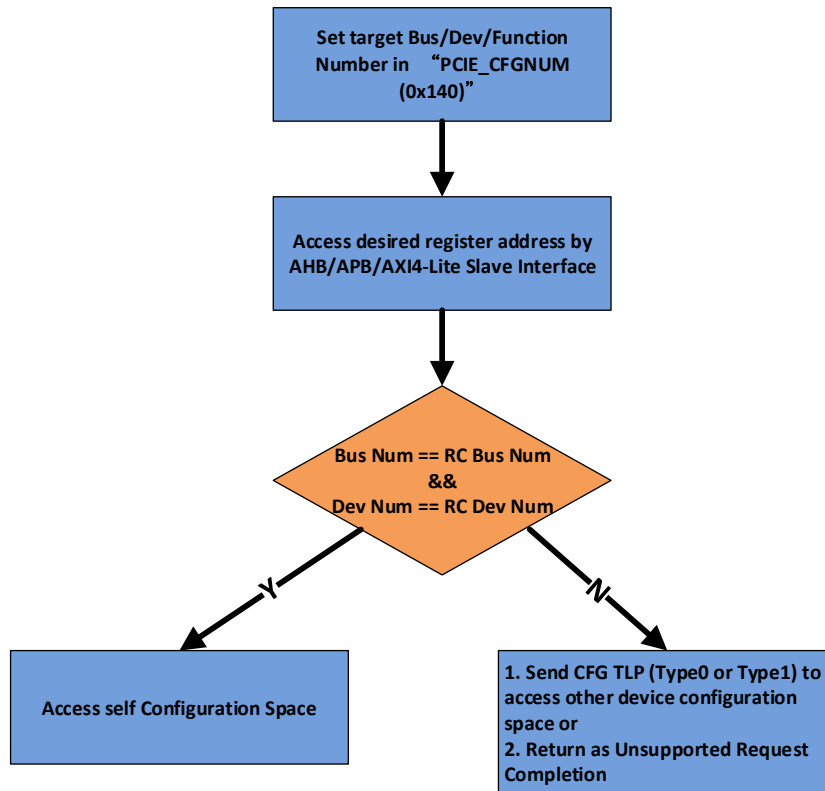 Set target Bus/Dev/Function
Number in “PCIE_CFGNUM
(0x140)”
Access desired register address by
AHB/APB/AXI4-Lite Slave Interface
Bus Num == RC Bus Num
&&
Dev Num == RC Dev Num
Y
N
Access self Configuration Space
1. Send CFG TLP (Type0 or Type1) to
access other device configuration
space or
2. Return as Unsupported Request
Completion